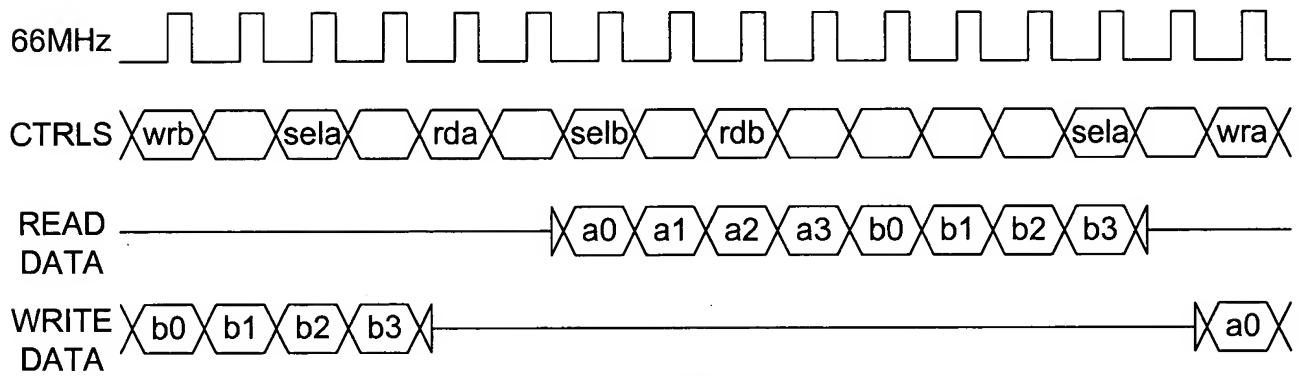 66MHz
CTRLS wrb sela rda selb rdb sela wra
READ DATA a0 a1 a2 a3 b0 b1 b2 b3
WRITE DATA b0 b1 b2 b3 a0